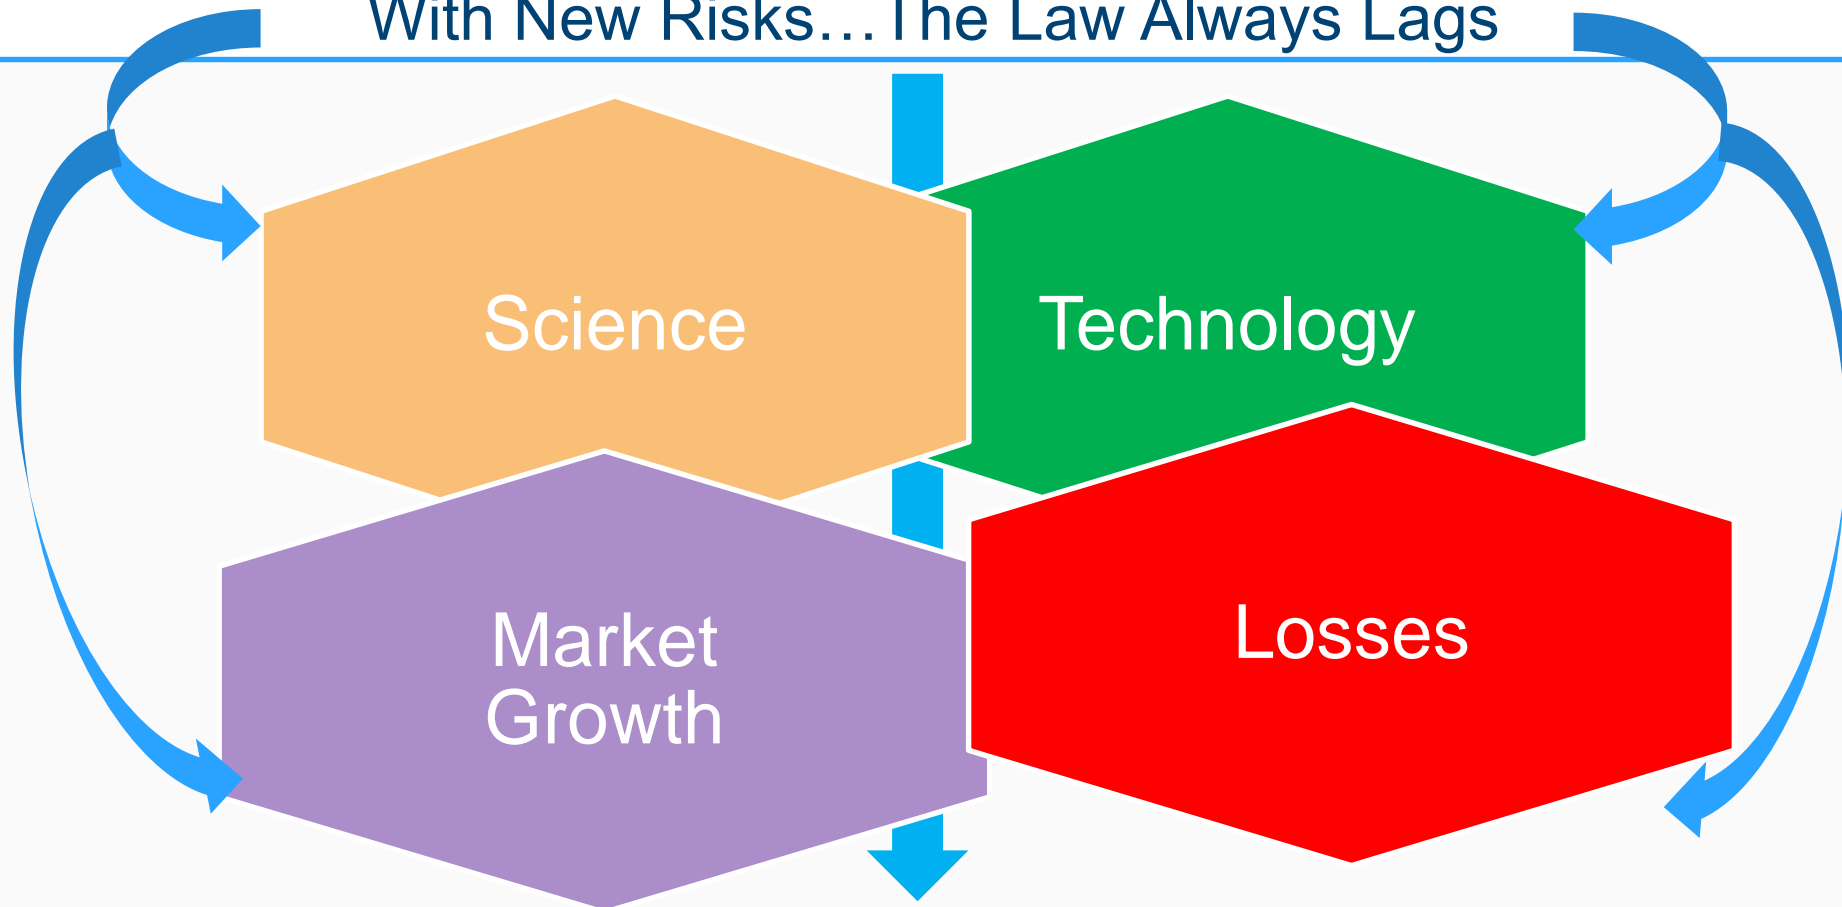 With New Risks…The Law Always Lags
Science
Technology
Market
Growth
Losses